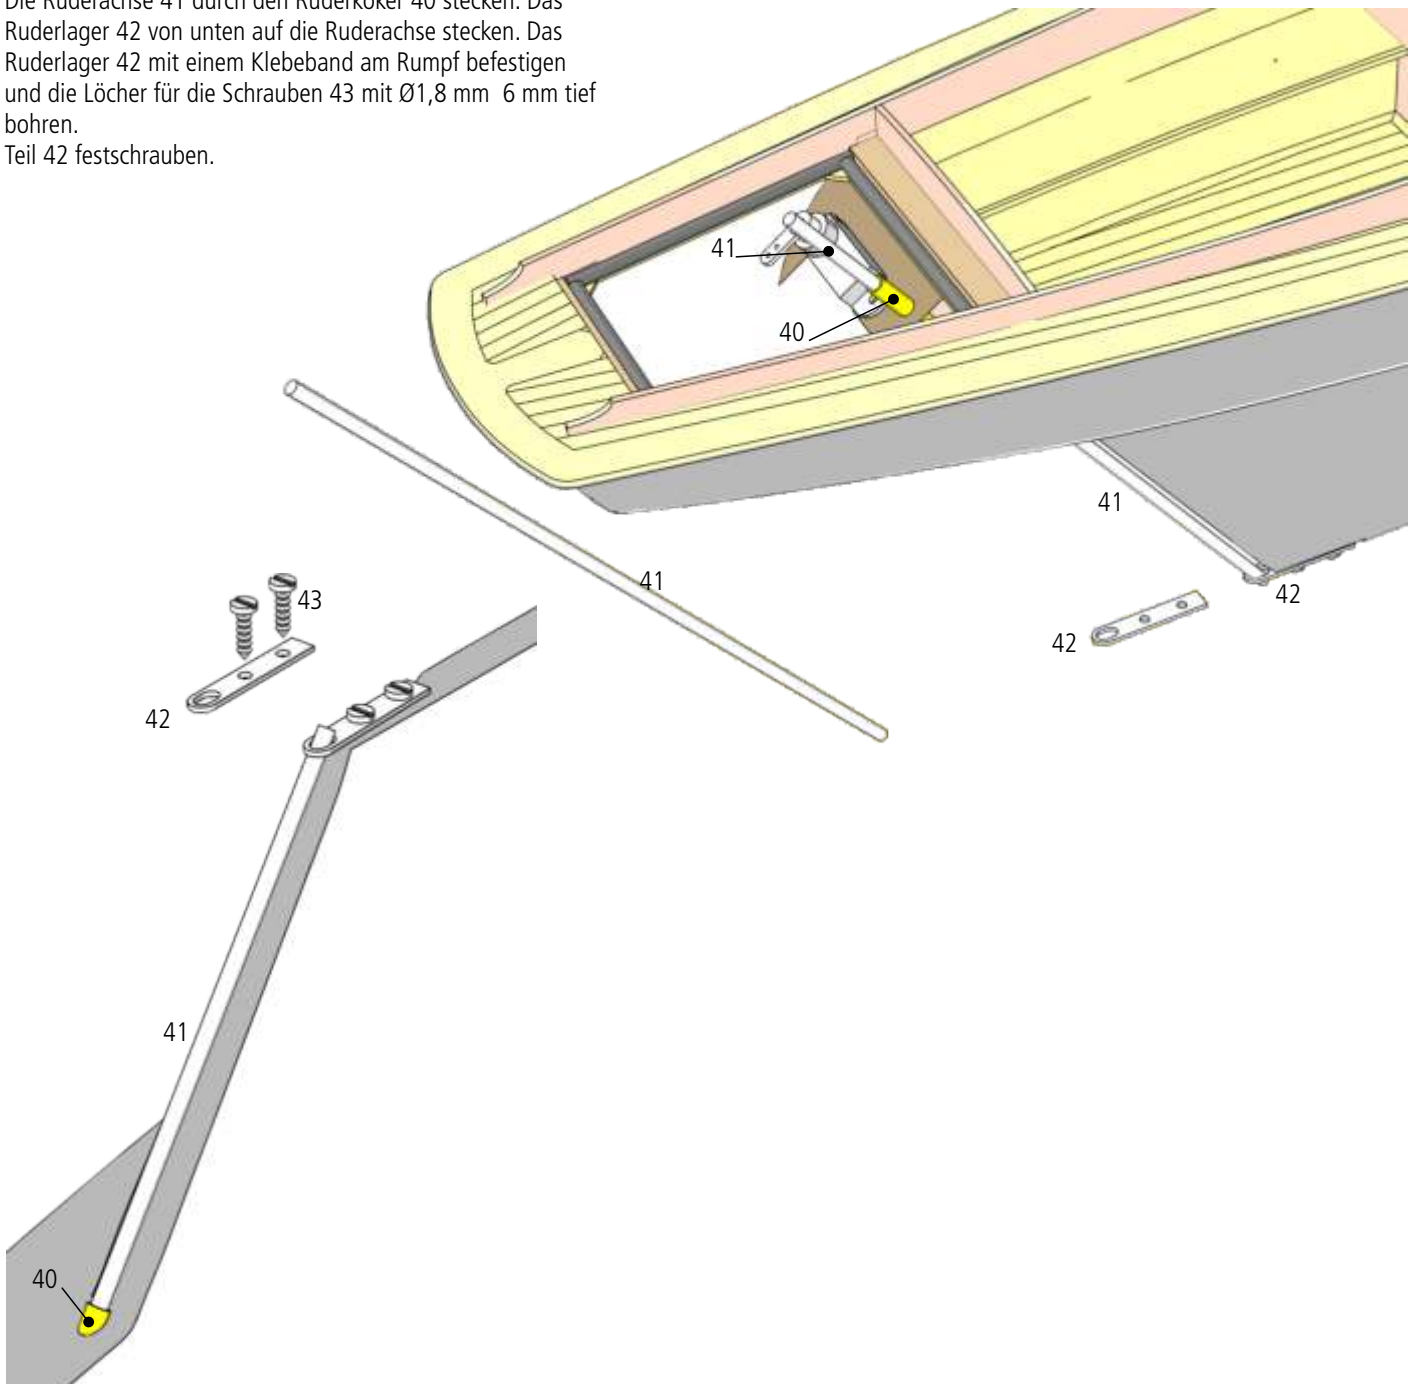 Die Ruderachse 41 durch den Ruderkoker 40 stecken. Das
Ruderlager 42 von unten auf die Ruderachse stecken. Das
Ruderlager 42 mit einem Klebeband am Rumpf befestigen
und die Löcher für die Schrauben 43 mit Ø1,8 mm  6 mm tief
bohren.
Teil 42 festschrauben.
41
40
41
41
42
43
42
42
41
40